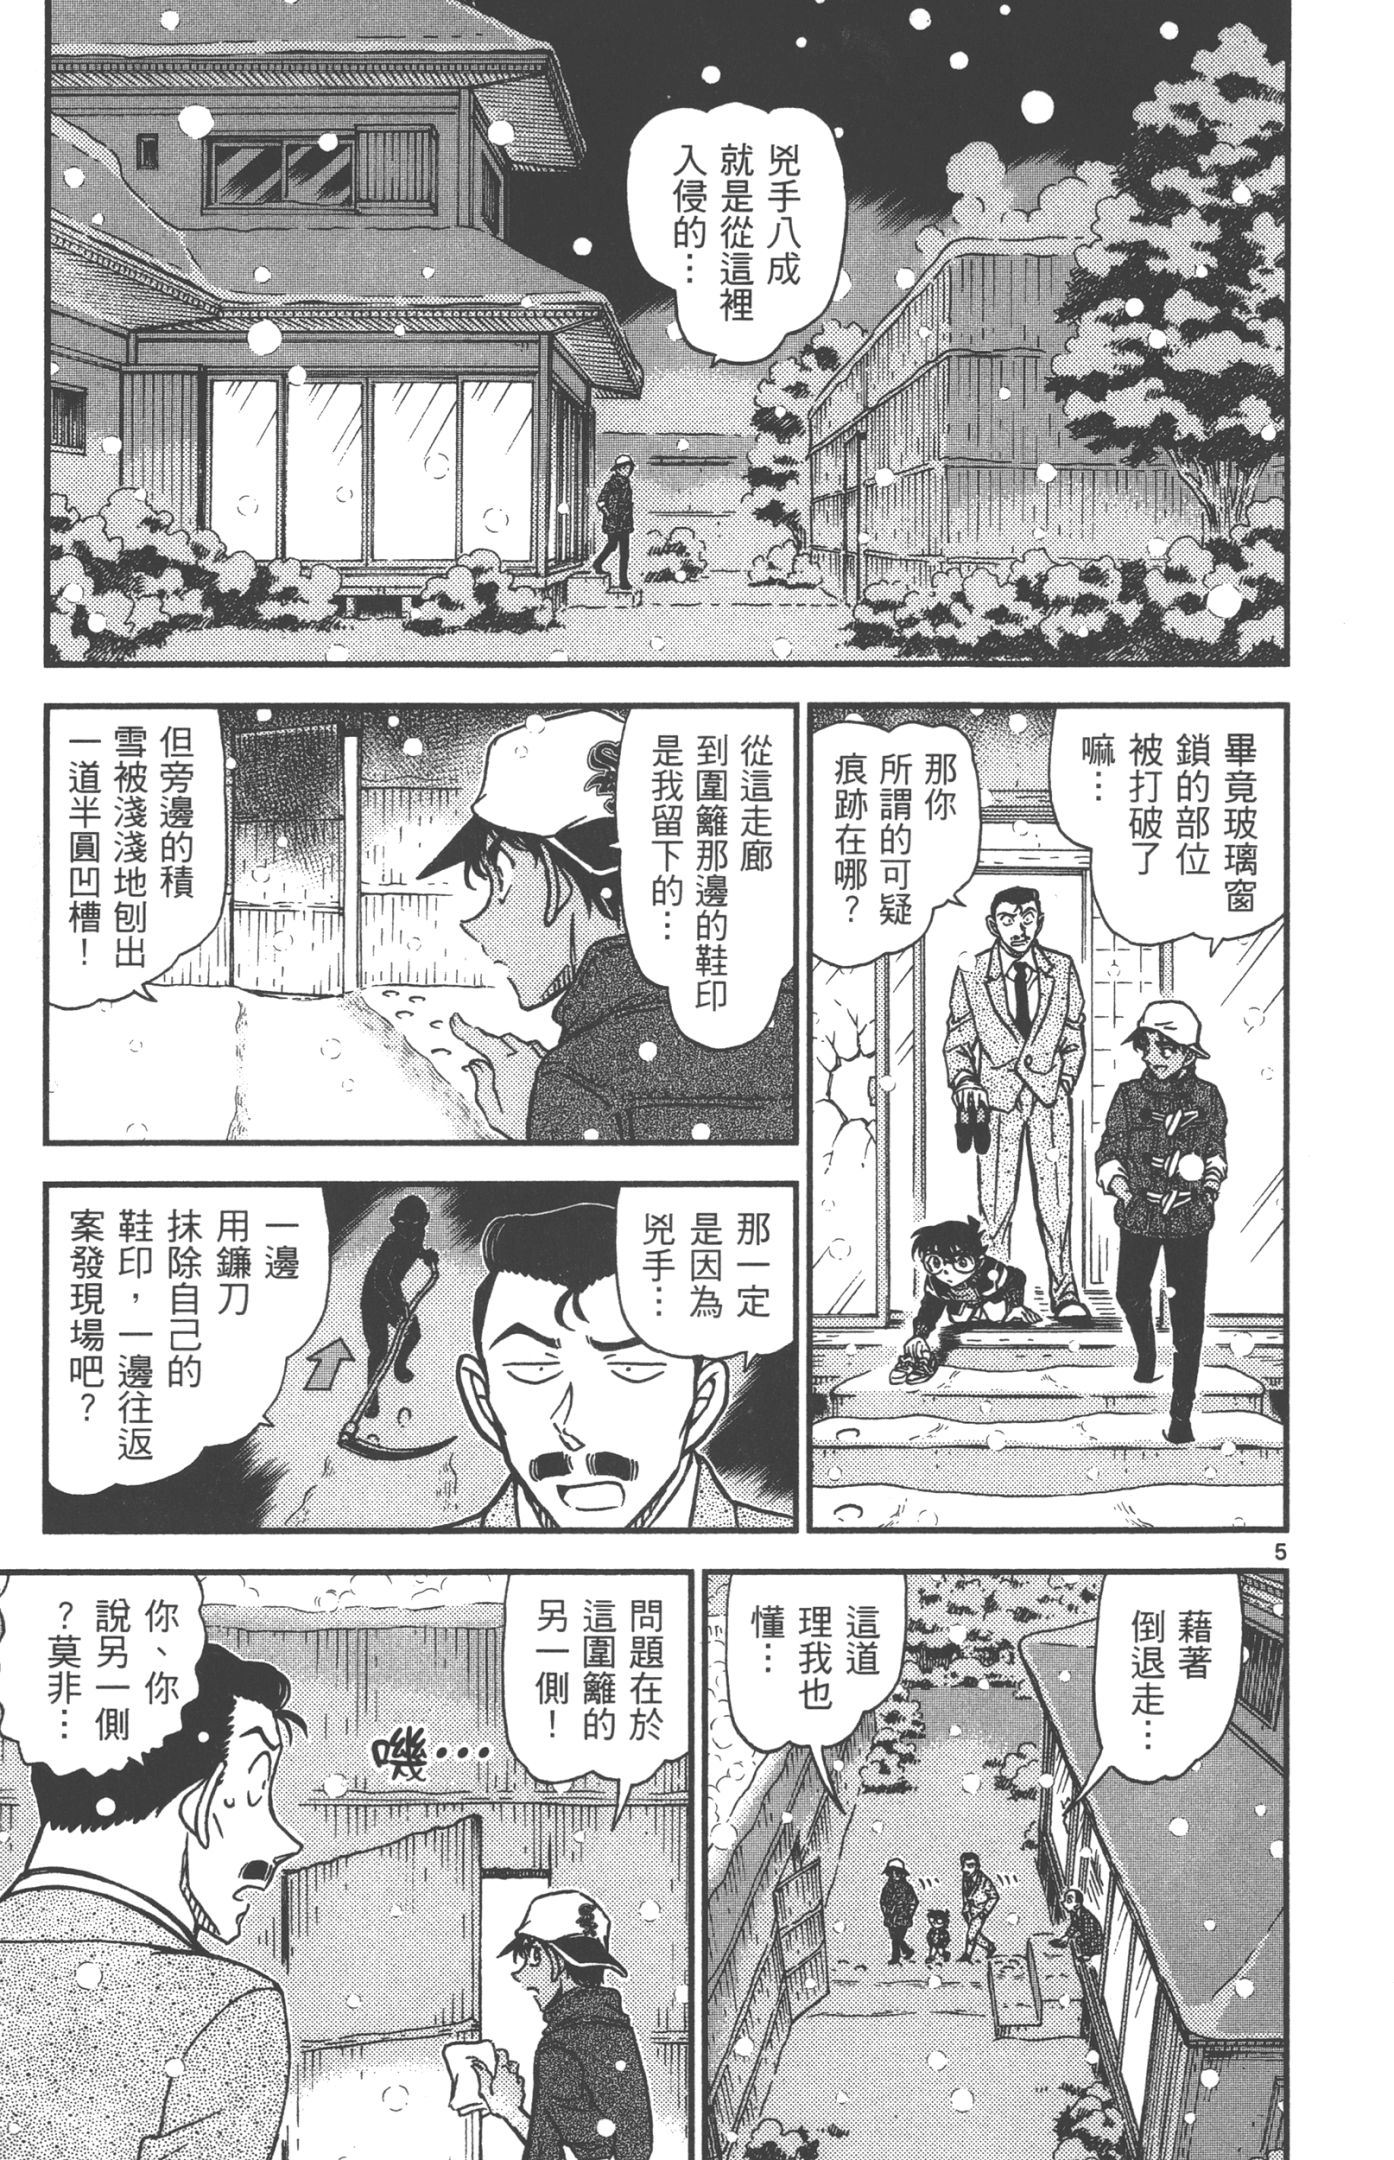 兇手八成
就是從這裡
入侵的…
畢竟玻璃窗
鎖的部位
被打破了
嘛…
那你
所謂的可疑
痕跡在哪？
從這走廊
到圍籬那邊的鞋印
是我留下的…
但旁邊的積
雪被淺淺地刨出
一道半圓凹槽！
那一定
是因為
兇手…
一邊
用鐮刀
抹除自己的
鞋印，一邊往返
案發現場吧？
5
藉著
倒退走…
這道
理我也
懂…
問題在於
這圍籬的
另一側！
嘰…
你、你
說另一側
？莫非…